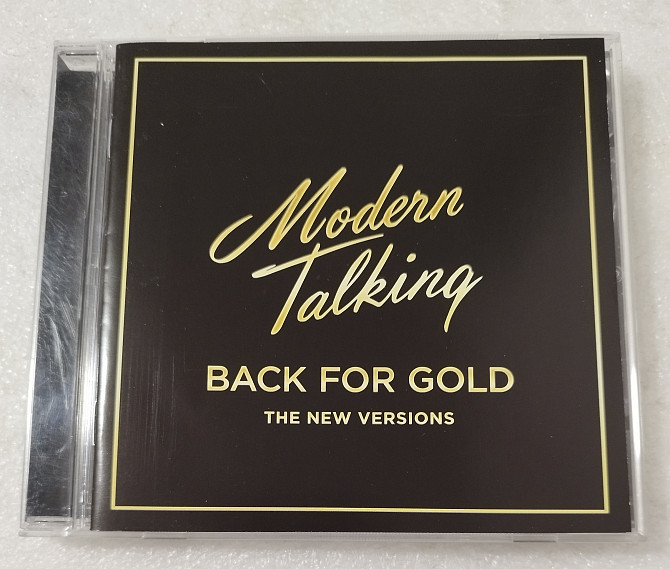 Modern
Talking
BACK FOR GOLD
THE NEW VERSIONS